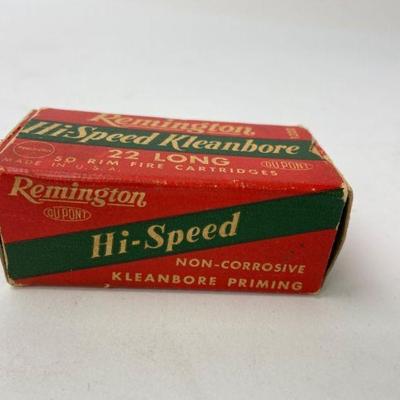 Remington
Hi-Speed Kleanbore
22 LONG
DU PONT
50 RIM FIRE CARTRIDGES
MADE IN U.S.A.
Remington
DU PONT
Hi-Speed
NON-CORROSIVE
KLEANBORE PRIMING